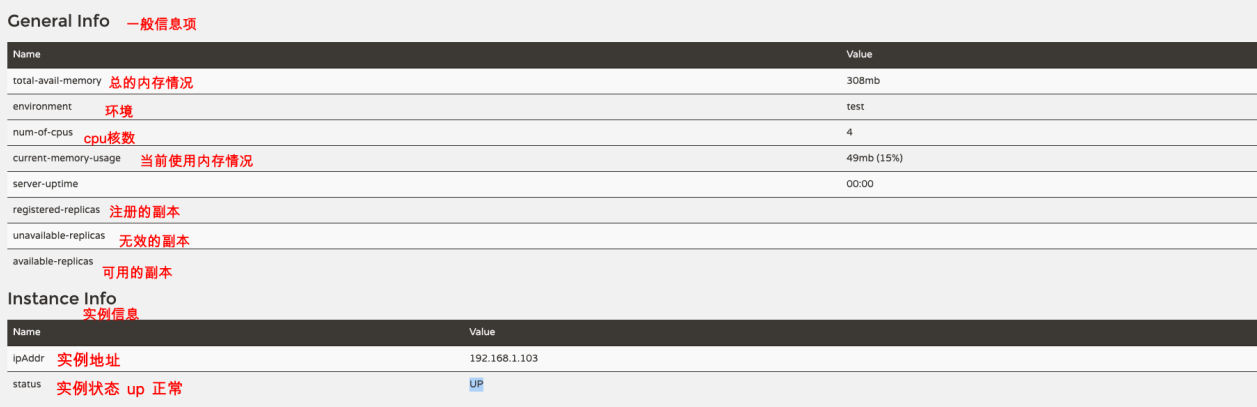 General Info 一般信息项
Name Value
total-avail-memory 总的内存情况 308mb
environment 环境 test
num-of-cpus cpu核数 4
current-memory-usage 当前使用内存情况 49mb (15%)
server-uptime 00:00
registered-replicas 注册的副本
unavailable-replicas 无效的副本
available-replicas 可用的副本
Instance Info
实例信息
Name Value
ipAddr 实例地址 192.168.1.103
status 实例状态 up 正常 UP